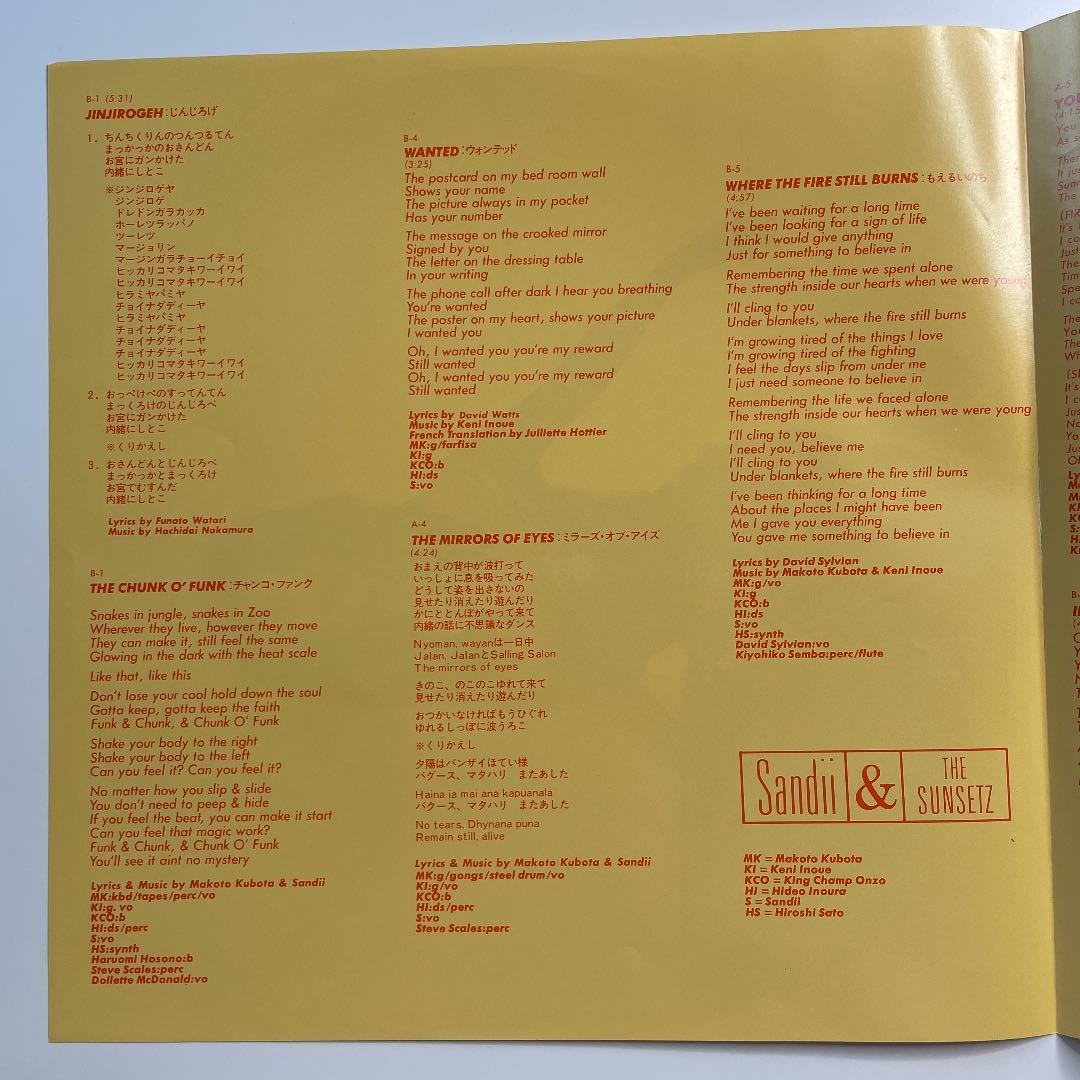 B-1 (5:31)
JINJIROGEH:じんじろげ
1. ちんちくりんのつんつるてん
まっかっかのおさんどん
お宮にガンかけた
内緒にしとこ
※ジンジロゲヤ
ジンジロゲ
ドレドンガラカッカ
ホーレツラッパノ
ツーレツ
マージョリン
マージンガラチョーイチョイ
ヒッカリコマタキワーイワイ
ヒッカリコマタキワーイワイ
ヒラミヤパミヤ
チョイナダディーヤ
ヒラミヤパミヤ
チョイナダディーヤ
チョイナダディーヤ
チョイナダディーヤ
ヒッカリコマタキワーイワイ
ヒッカリコマタキワーイワイ
2. おっぺけぺのすってんてん
まっくろけのじんじろべ
お宮にガンかけた
内緒にしとこ
※くりかえし
3. おさんどんとじんじろべ
まっかっかとまっくろけ
お宮でむすんだ
内緒にしとこ
Lyrics by Funato Watari
Music by Hachidai Nakamura
B-1
THE CHUNK O' FUNK:チャンコ・ファンク
Snakes in jungle, snakes in Zoo
Wherever they live, however they move
They can make it, still feel the same
Glowing in the dark with the heat scale
Like that, like this
Don't lose your cool hold down the soul
Gotta keep, gotta keep the faith
Funk & Chunk, & Chunk O' Funk
Shake your body to the right
Shake your body to the left
Can you feel it? Can you feel it?
No matter how you slip & slide
You don't need to peep & hide
If you feel the beat, you can make it start
Can you feel that magic work?
Funk & Chunk, & Chunk O' Funk
You'll see it aint no mystery
Lyrics & Music by Makoto Kubota & Sandii
MK:kbd/tapes/perc/vo
KI:g. vo
KCO:b
HI:ds/perc
S:vo
HS:synth
Haruomi Hosono:b
Steve Scales:perc
Dollette McDonald:vo
B-4
WANTED:ウォンテッド
(3:25)
The postcard on my bed room wall
Shows your name
The picture always in my pocket
Has your number
The message on the crooked mirror
Signed by you
The letter on the dressing table
In your writing
The phone call after dark I hear you breathing
You're wanted
The poster on my heart, shows your picture
I wanted you
Oh, I wanted you you're my reward
Still wanted
Oh, I wanted you you're my reward
Still wanted
Lyrics by David Watts
Music by Keni Inoue
French Translation by Julliette Hottier
MK:g/farfisa
KI:g
KCO:b
HI:ds
S:vo
A-4
THE MIRRORS OF EYES:ミラーズ・オブ・アイズ
(4:24)
おまえの背中が波打って
いっしょに息を吸ってみた
どうして姿を出さないの
見せたり消えたり遊んだり
かにととんぼがやって来て
内緒の話に不思議なダンス
Nyoman, wayanは一日中
Jalan, JalanとSalling Salon
The mirrors of eyes
きのこ、のこのこゆれて来て
見せたり消えたり遊んだり
おつかいなければもうひぐれ
ゆれるしっぽに波うろこ
※くりかえし
夕陽はバンザイほてい様
バグース、マタハリ またあした
Haina ia mai ana kapuanala
バグース、マタハリ またあした
No tears. Dhynana puna
Remain still, alive
Lyrics & Music by Makoto Kubota & Sandii
MK:g/gongs/steel drum/vo
KI:g/vo
KCO:b
HI:ds/perc
S:vo
Steve Scales:perc
B-5
WHERE THE FIRE STILL BURNS:もえるいのち
(4:57)
I've been waiting for a long time
I've been looking for a sign of life
I think I would give anything
Just for something to believe in
Remembering the time we spent alone
The strength inside our hearts when we were young
I'll cling to you
Under blankets, where the fire still burns
I'm growing tired of the things I love
I'm growing tired of the fighting
I feel the days slip from under me
I just need someone to believe in
Remembering the life we faced alone
The strength inside our hearts when we were young
I'll cling to you
I need you, believe me
I'll cling to you
Under blankets, where the fire still burns
I've been thinking for a long time
About the places I might have been
Me I gave you everything
You gave me something to believe in
Lyrics by David Sylvian
Music by Makoto Kubota & Keni Inoue
MK:g/vo
KI:g
KCO:b
HI:ds
S:vo
HS:synth
David Sylvian:vo
Kiyohiko Semba:perc/flute
Sandii & THE SUNSETZ
MK = Makoto Kubota
KI = Keni Inoue
KCO = King Champ Onzo
HI = Hideo Inoura
S = Sandii
HS = Hiroshi Sato
A-5